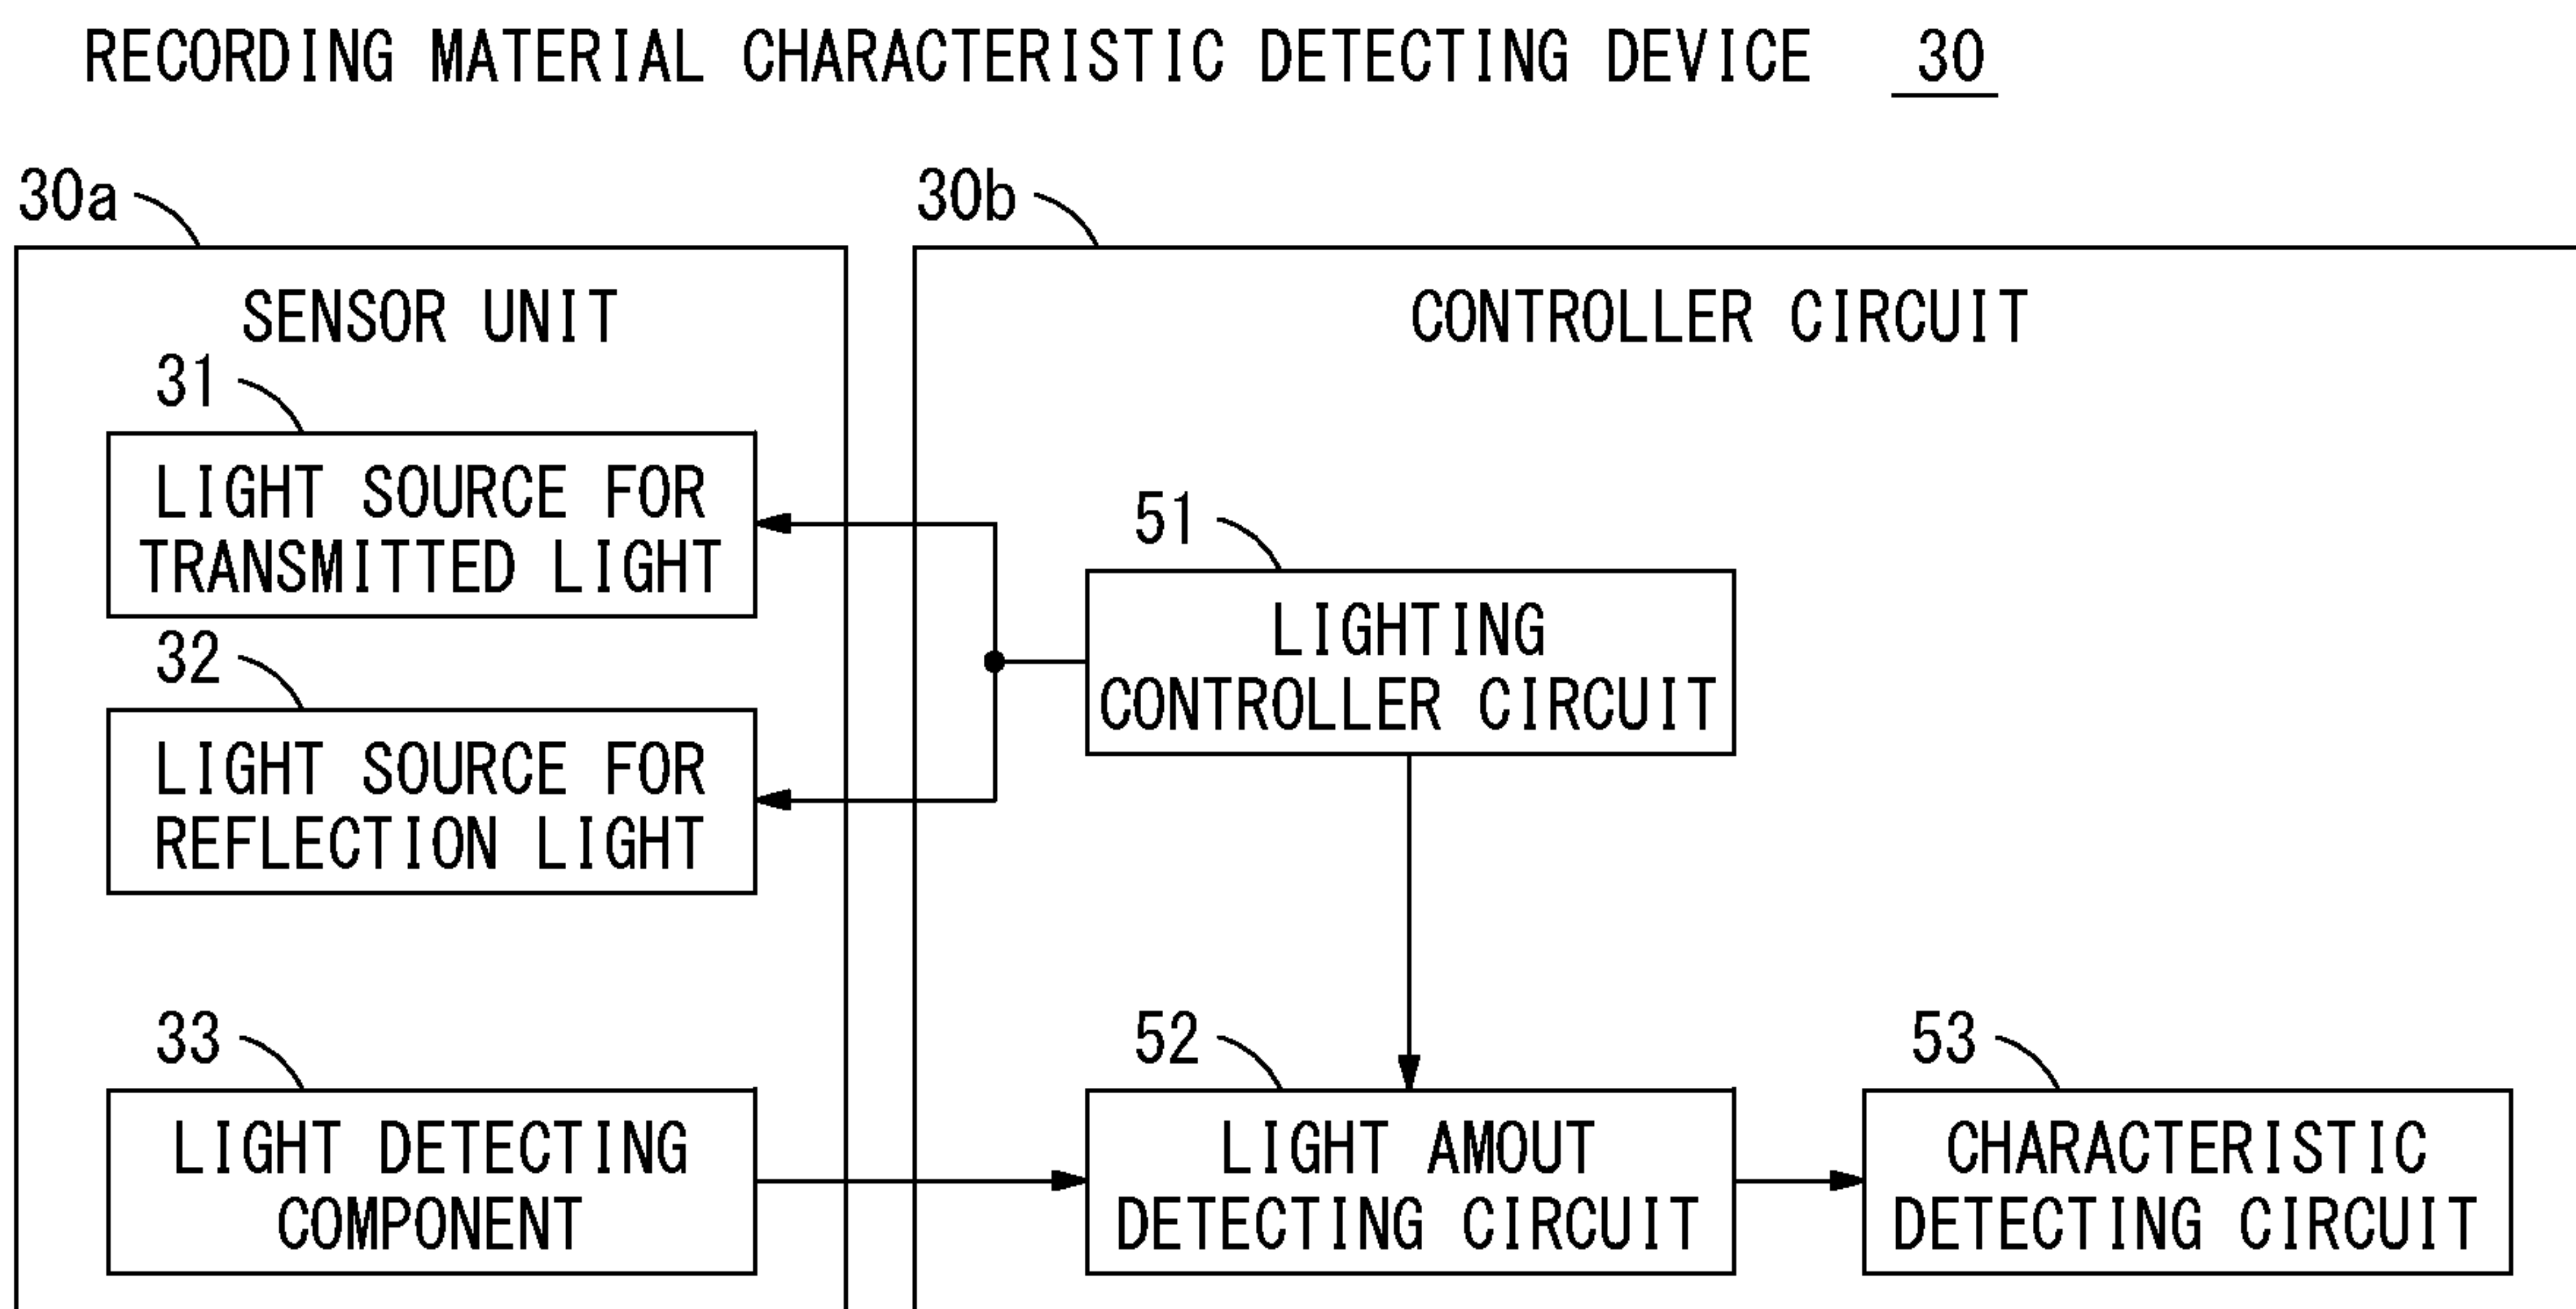 RECORDING MATERIAL CHARACTERISTIC DETECTING DEVICE 30
30a
SENSOR UNIT
31
LIGHT SOURCE FOR
TRANSMITTED LIGHT
32
LIGHT SOURCE FOR
REFLECTION LIGHT
33
LIGHT DETECTING
COMPONENT
30b
CONTROLLER CIRCUIT
51
LIGHTING
CONTROLLER CIRCUIT
52
LIGHT AMOUT
DETECTING CIRCUIT
53
CHARACTERISTIC
DETECTING CIRCUIT